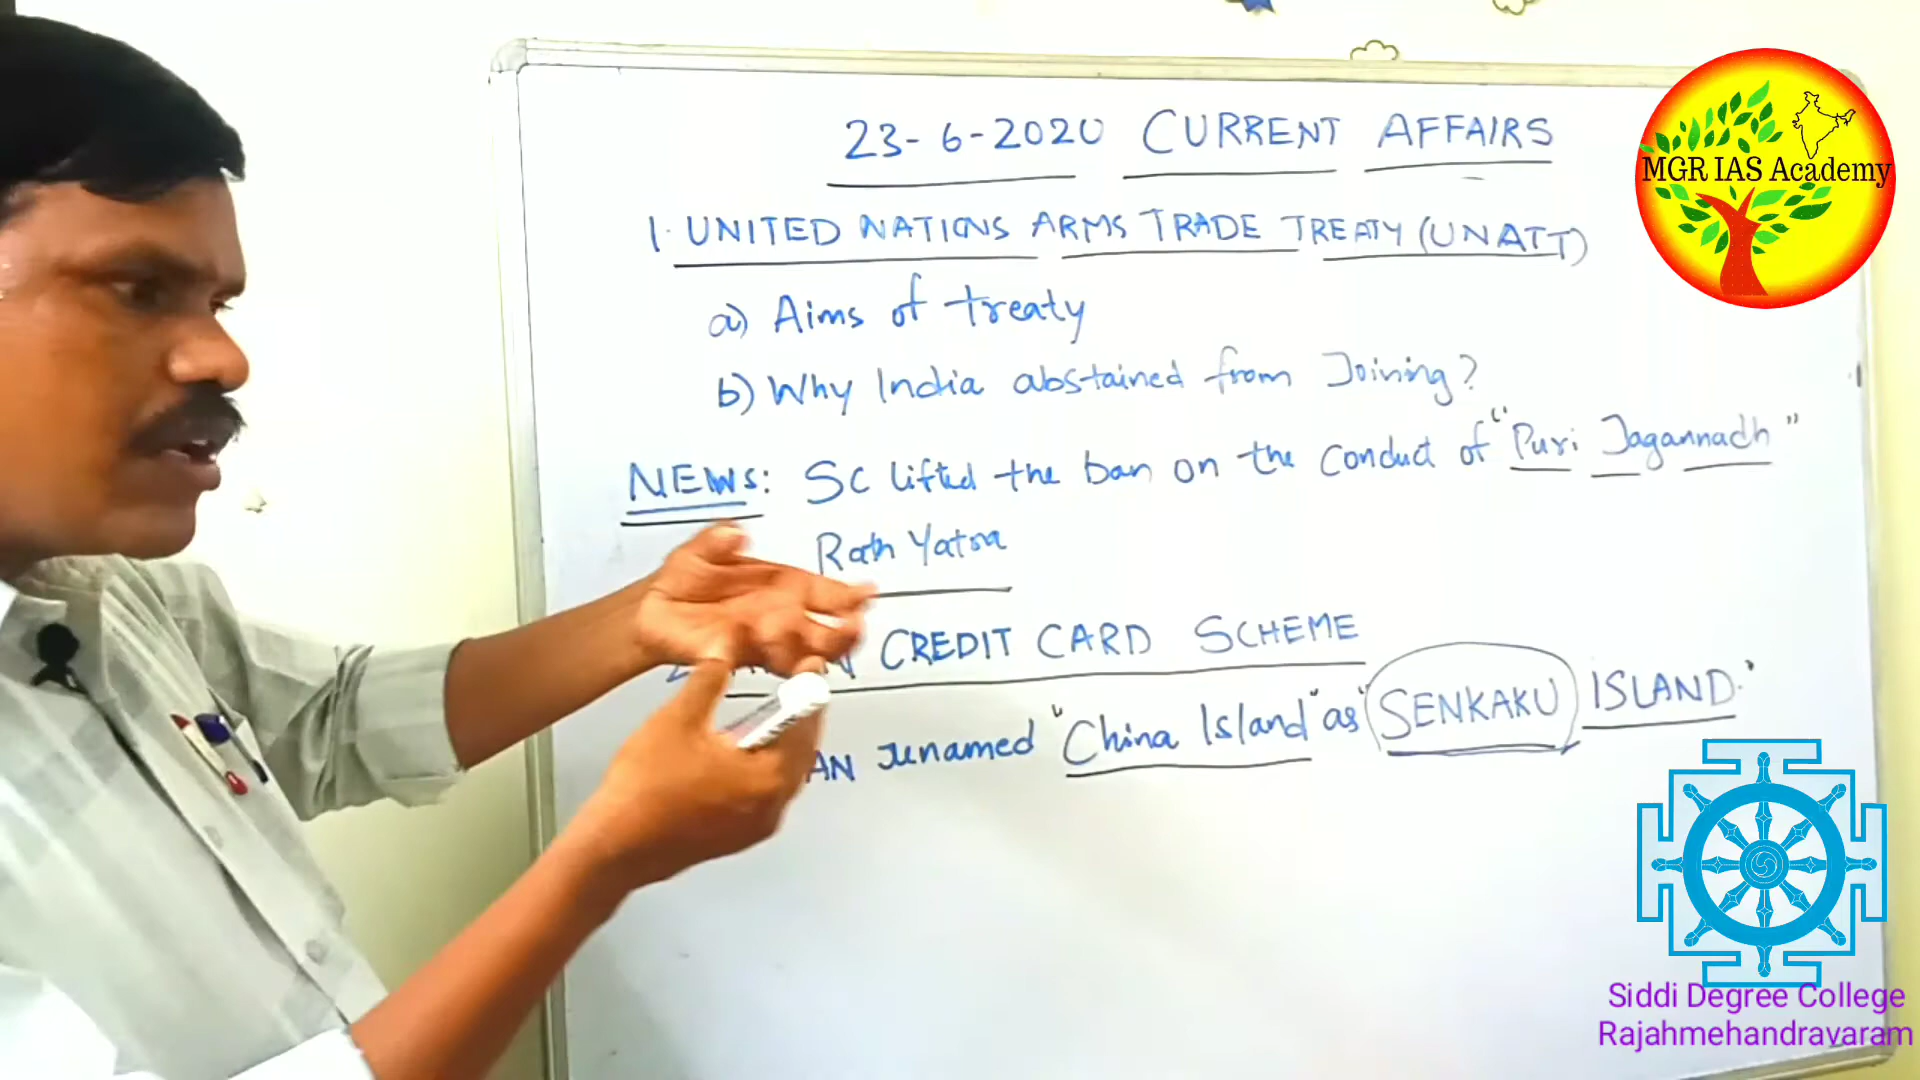 23-6-2020 CURRENT AFFAIRS
1. UNITED NATIONS ARMS TRADE TREATY (UNATT)
a) Aims of treaty
b) Why India abstained from Joining?
NEWS: SC lifted the ban on the conduct of "Puri Jagannadh"
Rath Yatra
CREDIT CARD SCHEME
renamed "China Island" as "SENKAKU ISLAND."
MGR IAS Academy
Siddi Degree College
Rajahmehandravaram